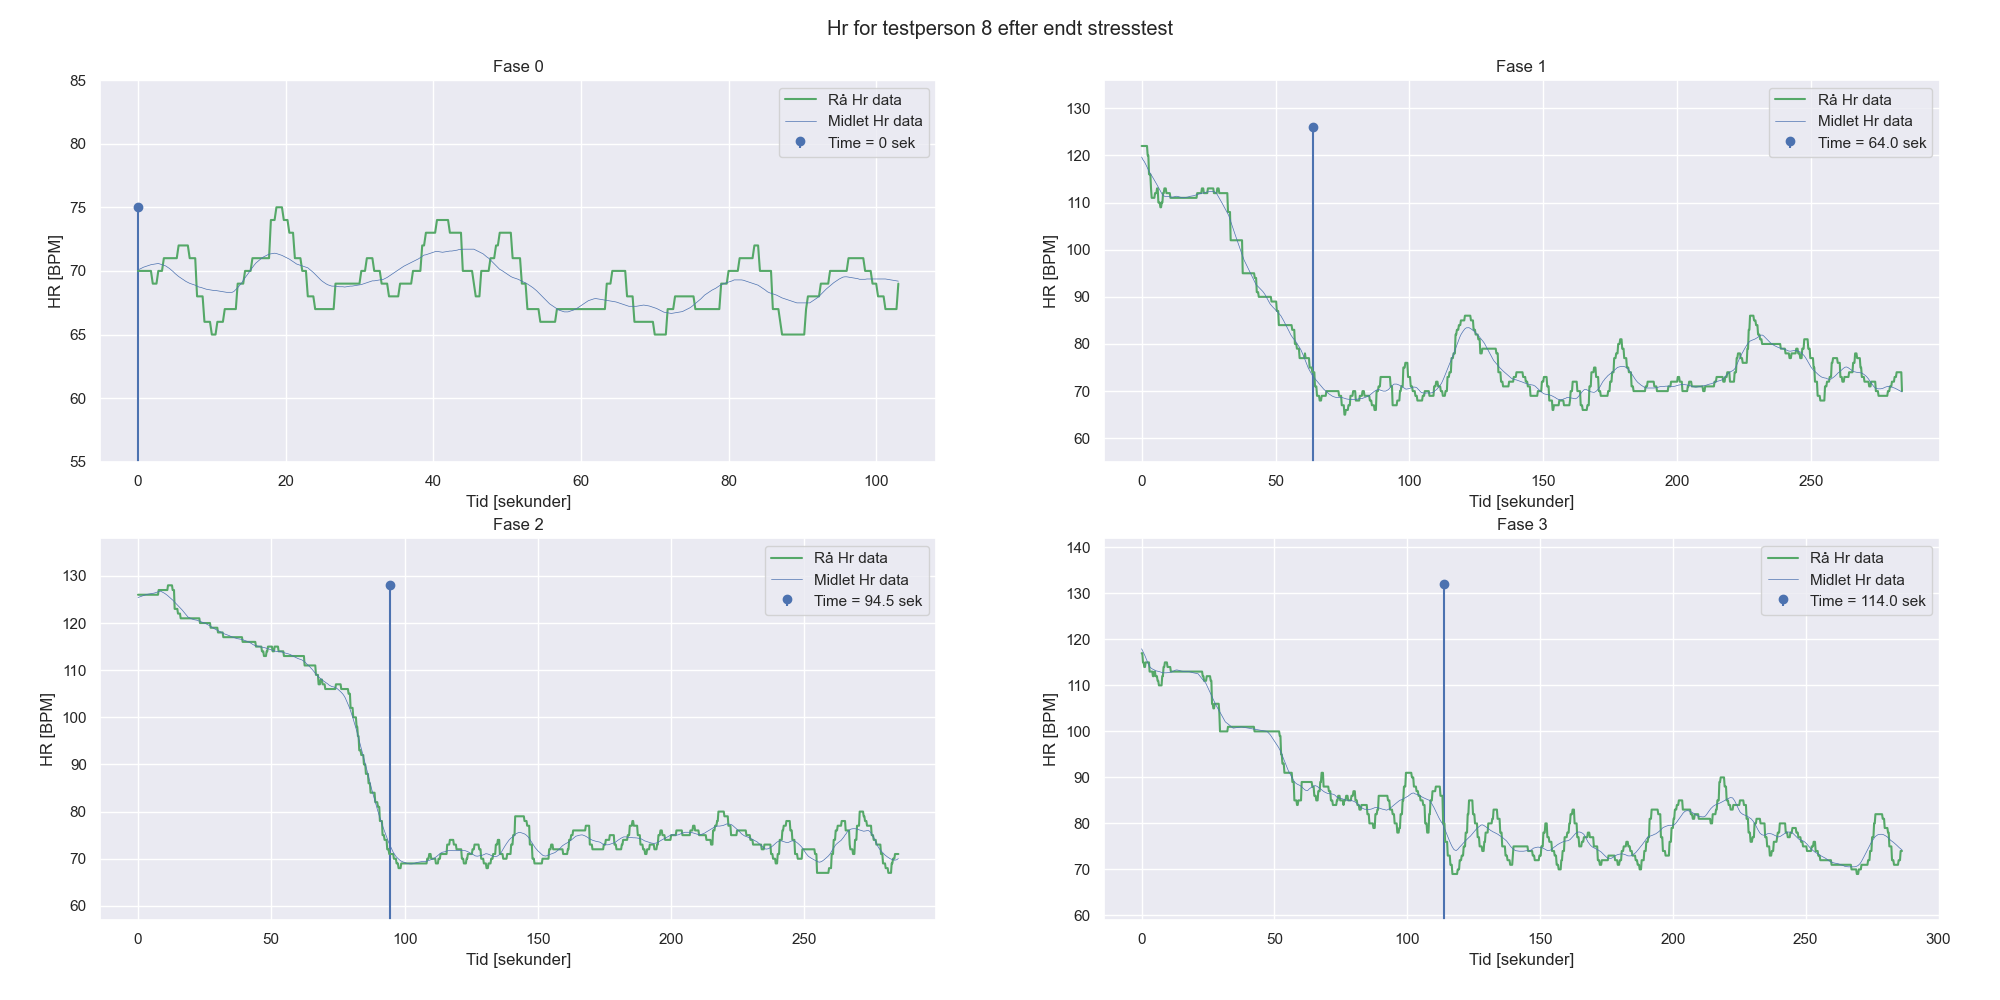 Hr for testperson 8 efter endt stresstest
Fase 0
85
80
75
70
65
60
55
HR [BPM]
Rå Hr data
Midlet Hr data
Time = 0 sek
0 20 40 60 80 100
Tid [sekunder]
Fase 1
130
120
110
100
90
80
70
60
HR [BPM]
Rå Hr data
Midlet Hr data
Time = 64.0 sek
0 50 100 150 200 250
Tid [sekunder]
Fase 2
130
120
110
100
90
80
70
60
HR [BPM]
Rå Hr data
Midlet Hr data
Time = 94.5 sek
0 50 100 150 200 250
Tid [sekunder]
Fase 3
140
130
120
110
100
90
80
70
60
HR [BPM]
Rå Hr data
Midlet Hr data
Time = 114.0 sek
0 50 100 150 200 250 300
Tid [sekunder]